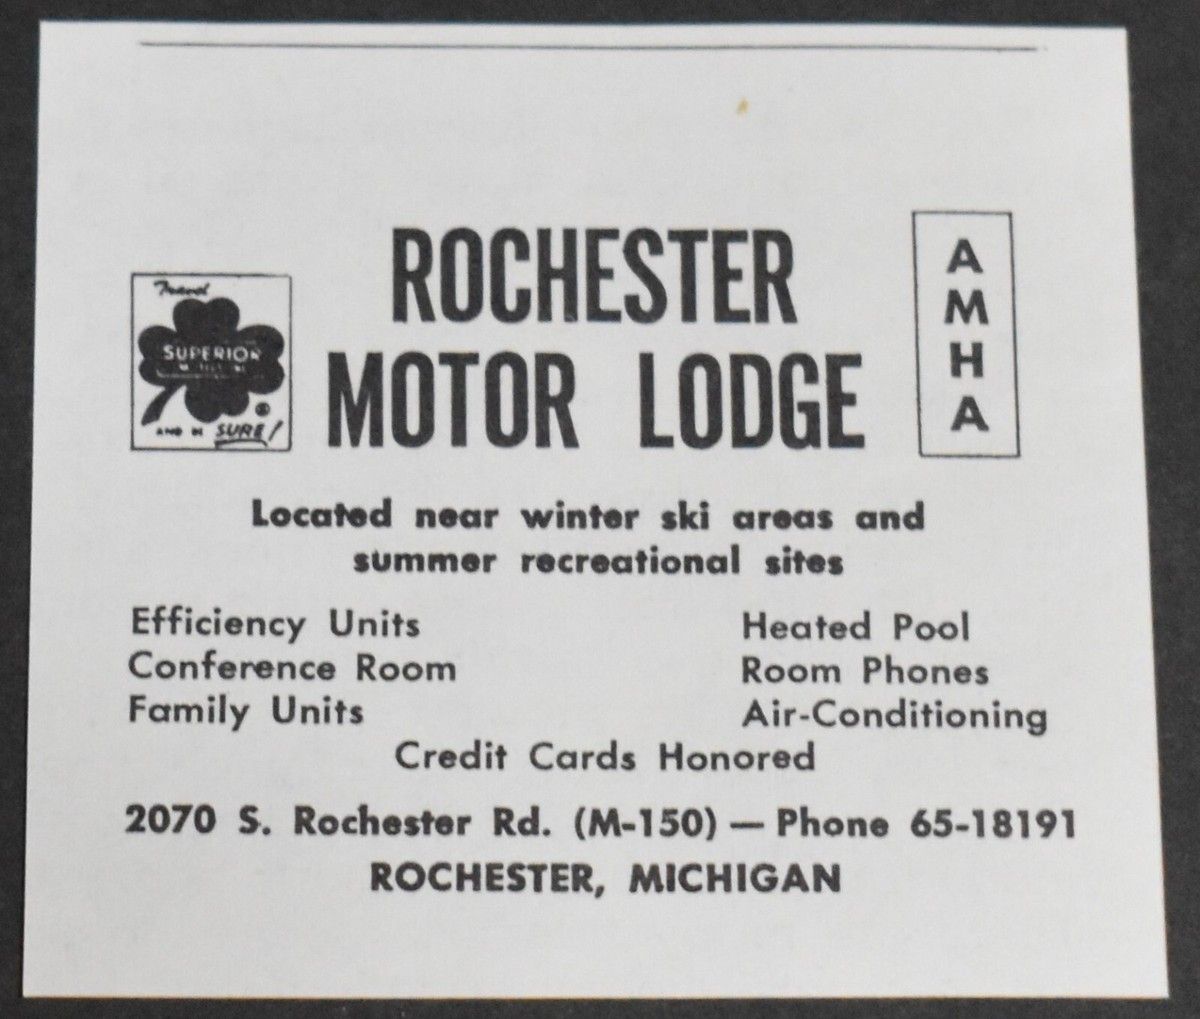 ROCHESTER
MOTOR LODGE
A
M
H
A
Travel
SUPERIOR
AND BE SURE!
Located near winter ski areas and
summer recreational sites
Efficiency Units
Heated Pool
Conference Room
Room Phones
Family Units
Air-Conditioning
Credit Cards Honored
2070 S. Rochester Rd. (M-150) — Phone 65-18191
ROCHESTER, MICHIGAN